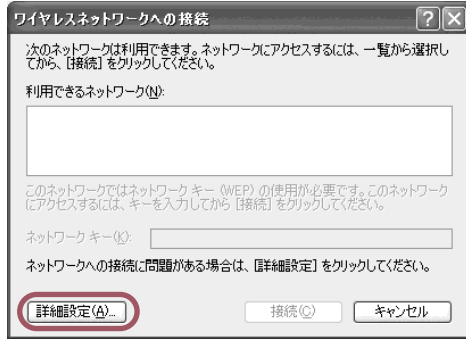 ワイヤレスネットワークへの接続
次のネットワークは利用できます。ネットワークにアクセスするには、一覧から選択し
てから、[接続] をクリックしてください。
利用できるネットワーク(N):
このネットワークではネットワーク キー (WEP) の使用が必要です。このネットワーク
にアクセスするには、キーを入力してから [接続] をクリックしてください。
ネットワーク キー(K):
ネットワークへの接続に問題がある場合は、[詳細設定] をクリックしてください。
詳細設定(A)... 接続(C) キャンセル